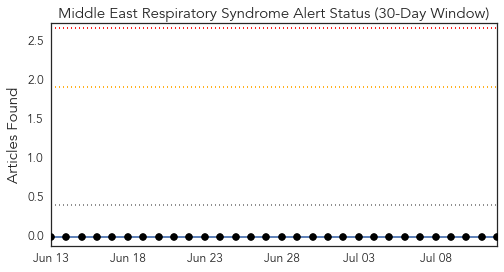 Middle East Respiratory Syndrome Alert Status (30-Day Window)
Articles Found
2.5
2.0
1.5
1.0
0.5
0.0
Jun 13 Jun 18 Jun 23 Jun 28 Jul 03 Jul 08